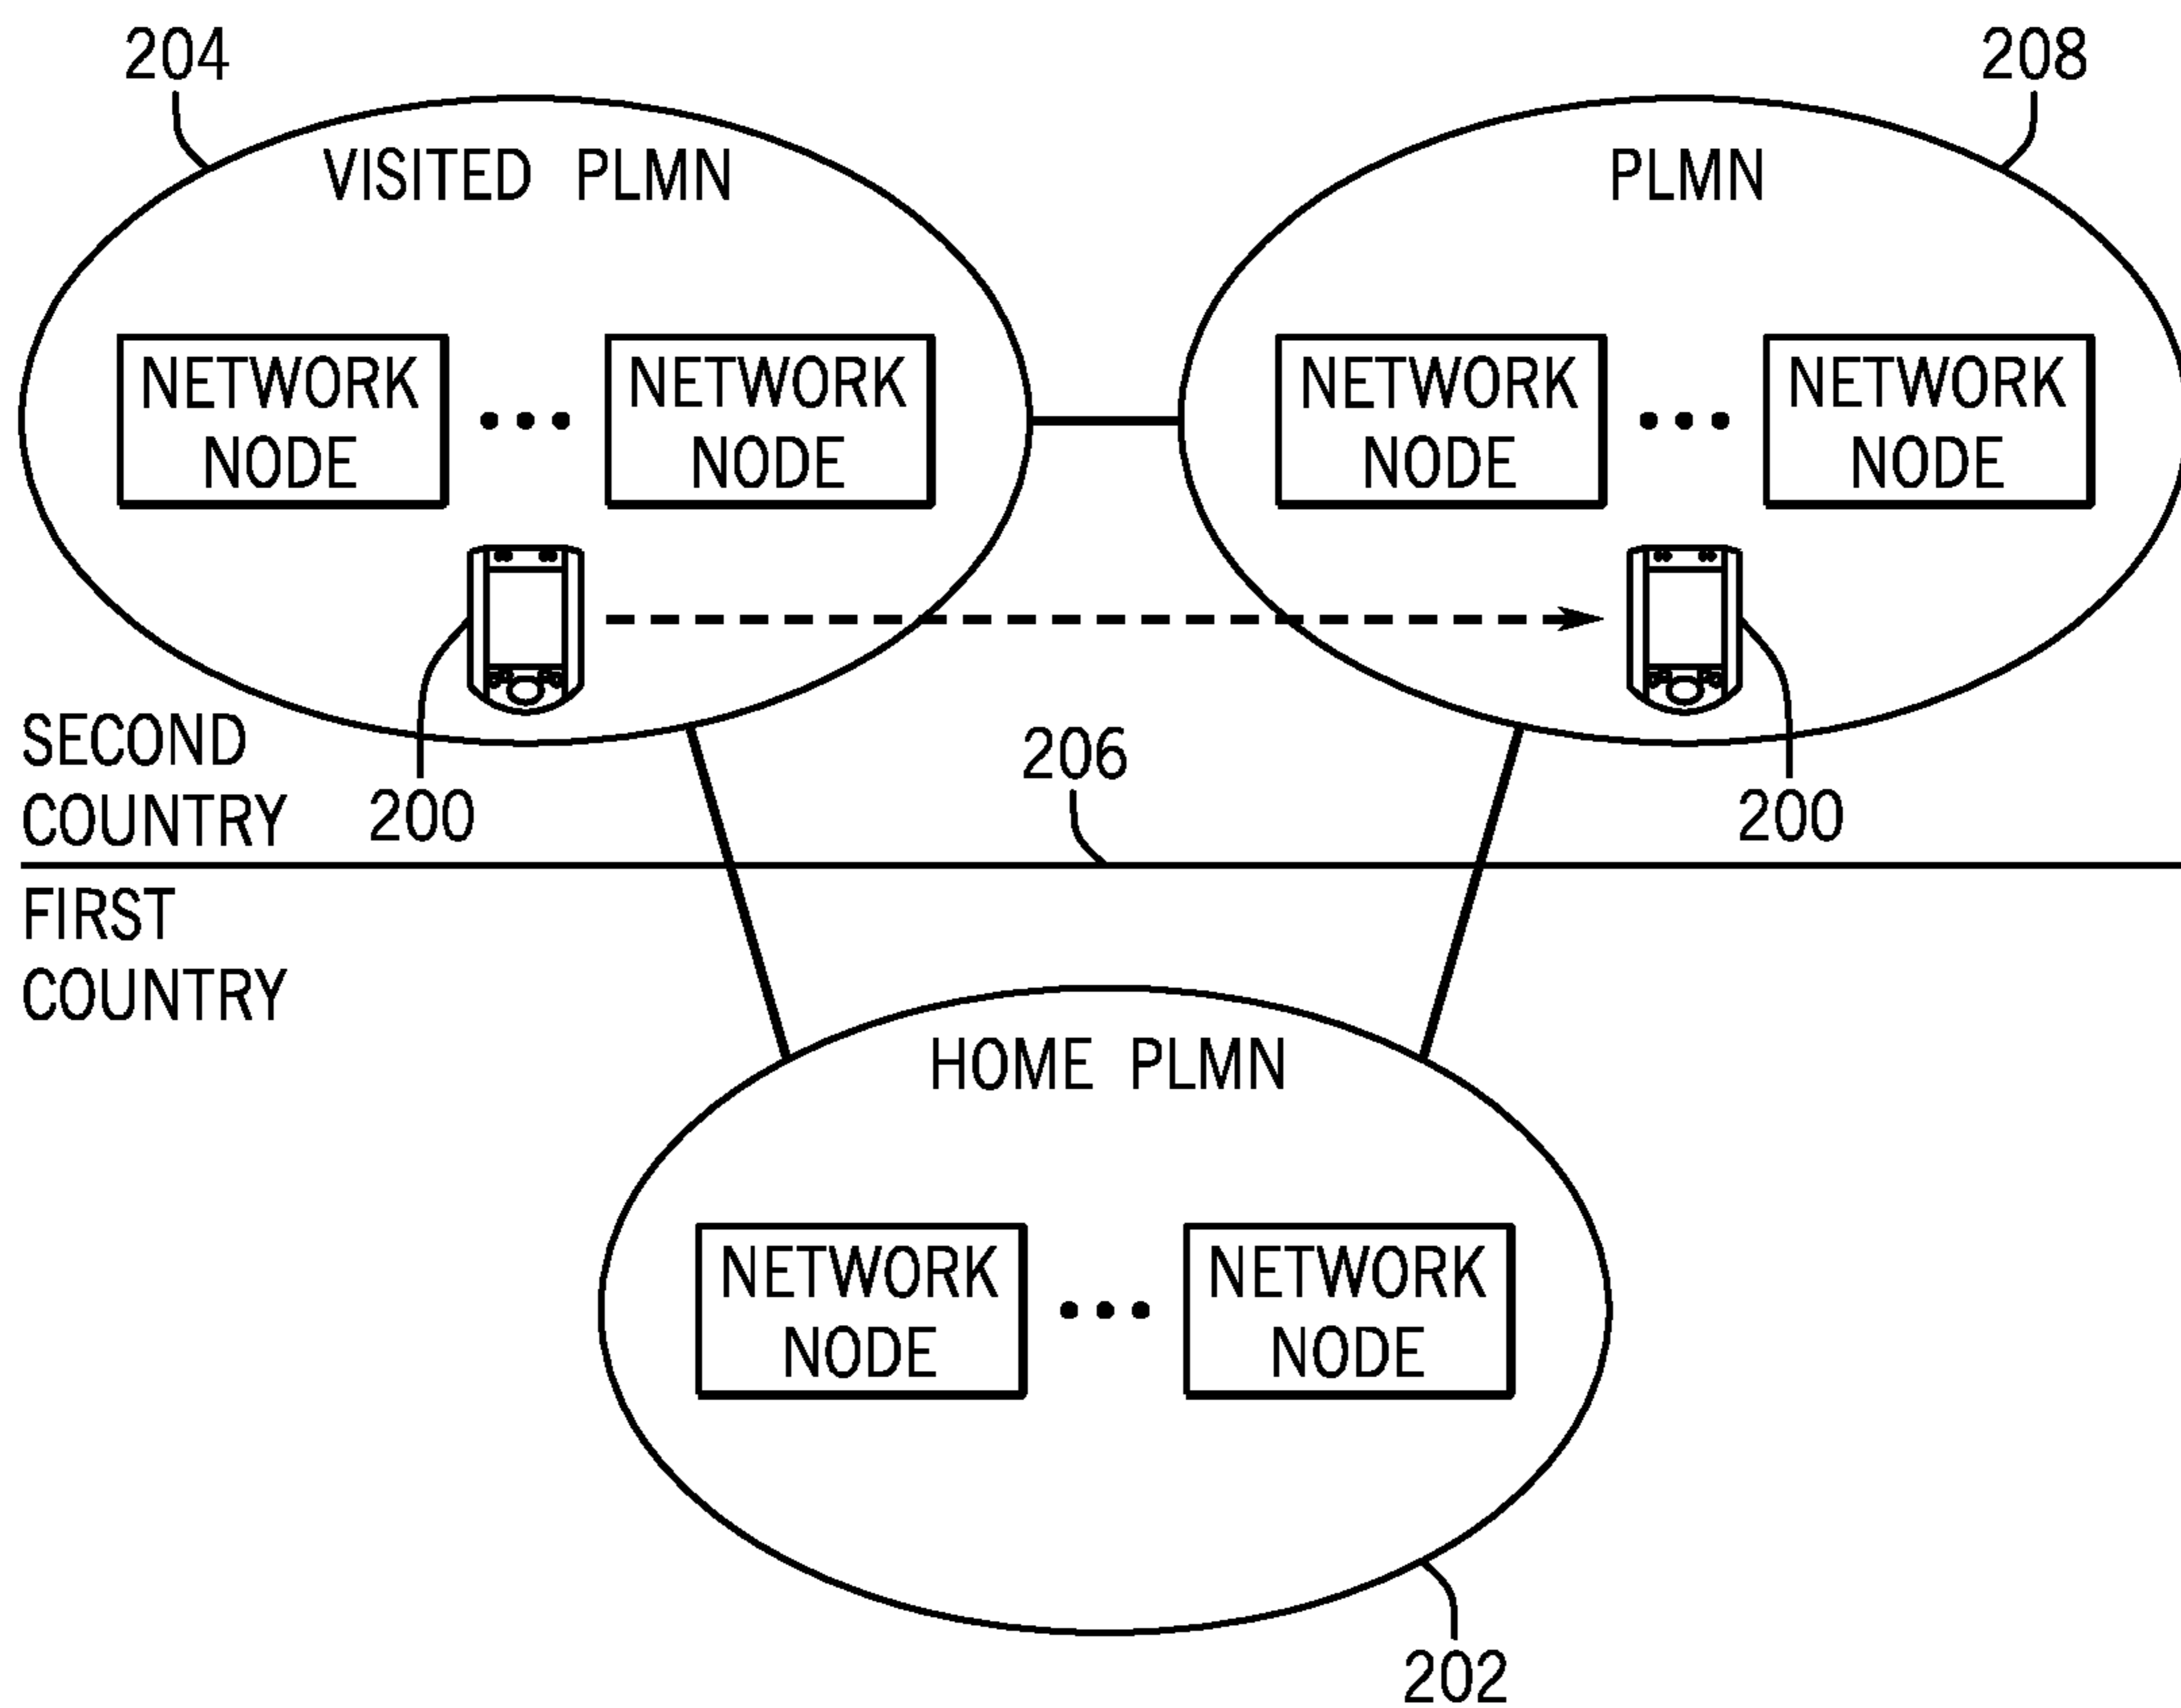 204
208
VISITED PLMN
PLMN
NETWORK
NODE
NETWORK
NODE
NETWORK
NODE
NETWORK
NODE
SECOND
COUNTRY
200
206
200
FIRST
COUNTRY
HOME PLMN
NETWORK
NODE
NETWORK
NODE
202